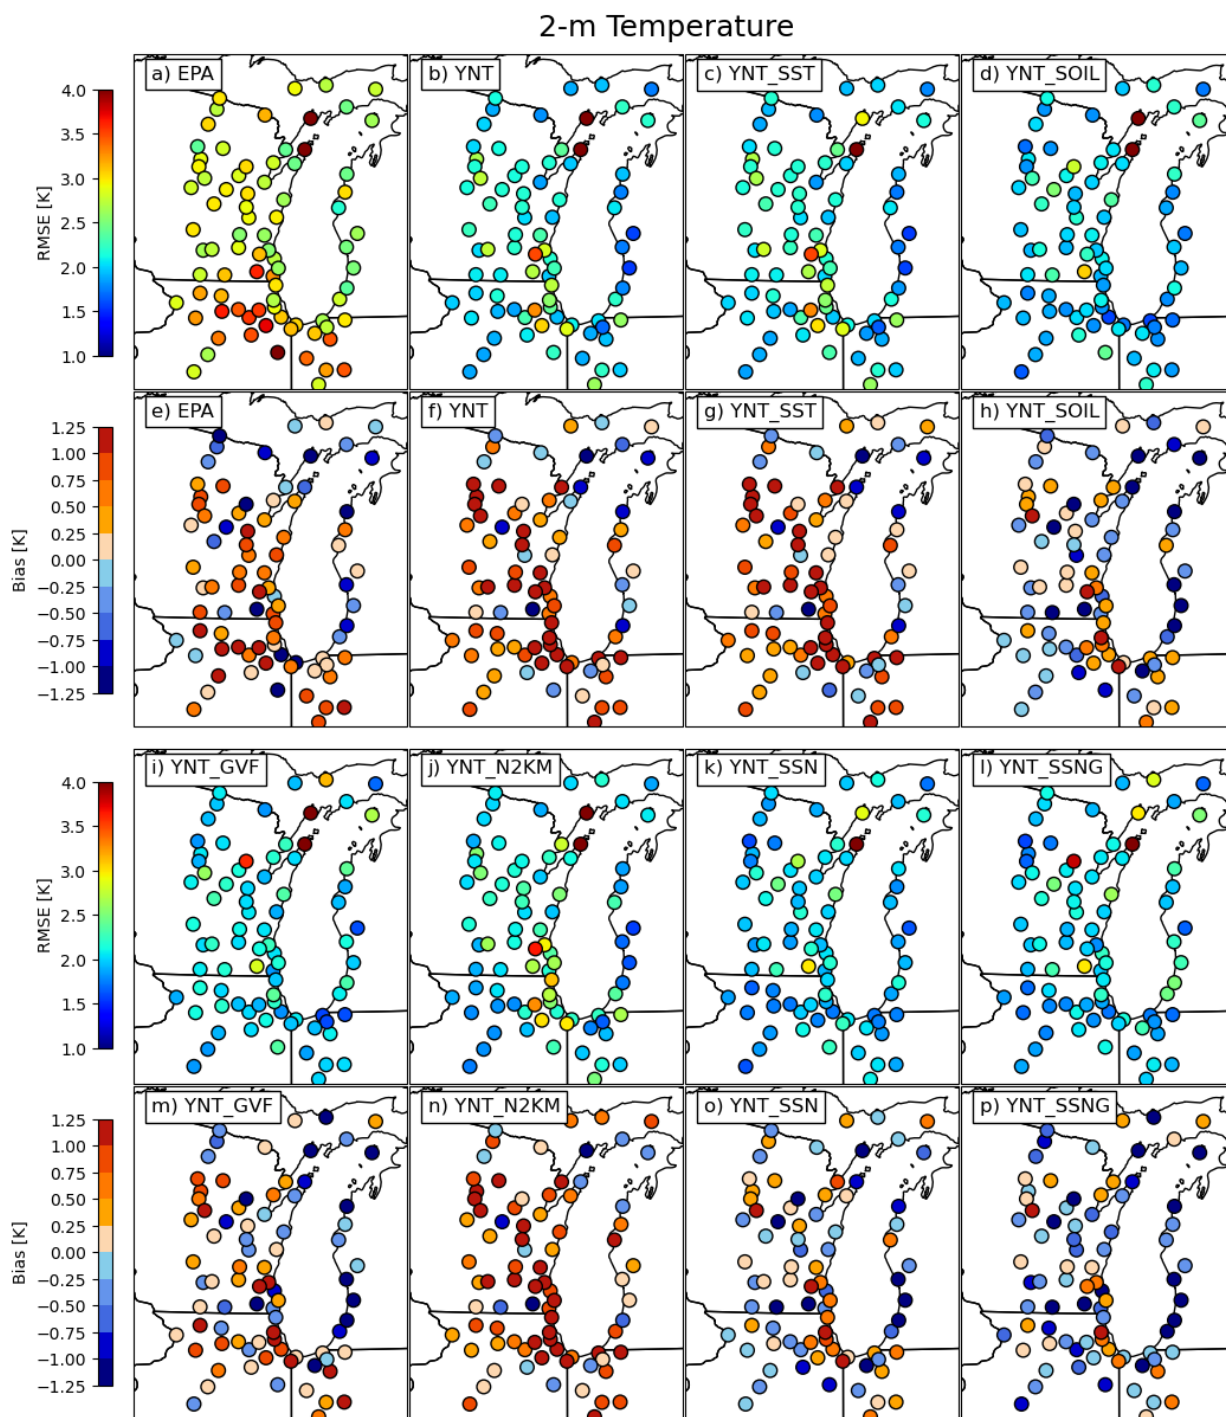 2-m Temperature
a) EPA
b) YNT
c) YNT_SST
d) YNT_SOIL
4.0
3.5
3.0
2.5
2.0
1.5
1.0
RMSE [K]
e) EPA
f) YNT
g) YNT_SST
h) YNT_SOIL
1.25
1.00
0.75
0.50
0.25
0.00
−0.25
−0.50
−0.75
−1.00
−1.25
Bias [K]
i) YNT_GVF
j) YNT_N2KM
k) YNT_SSN
l) YNT_SSNG
4.0
3.5
3.0
2.5
2.0
1.5
1.0
RMSE [K]
m) YNT_GVF
n) YNT_N2KM
o) YNT_SSN
p) YNT_SSNG
1.25
1.00
0.75
0.50
0.25
0.00
−0.25
−0.50
−0.75
−1.00
−1.25
Bias [K]